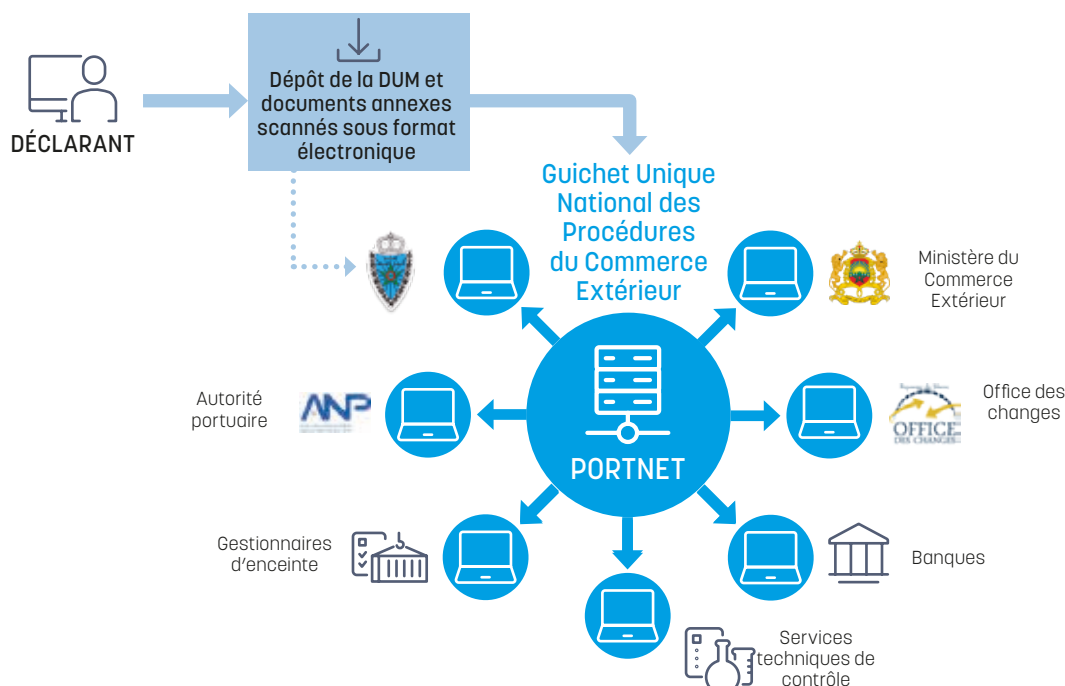 DÉCLARANT
Dépôt de la DUM et
documents annexes
scannés sous format
électronique
Guichet Unique
National des
Procédures
du Commerce
Extérieur
Ministère du
Commerce
Extérieur
Autorité
portuaire
ANP
PORTNET
OFFICE
DES CHANGES
Office des
changes
Gestionnaires
d'enceinte
Banques
Services
techniques de
contrôle